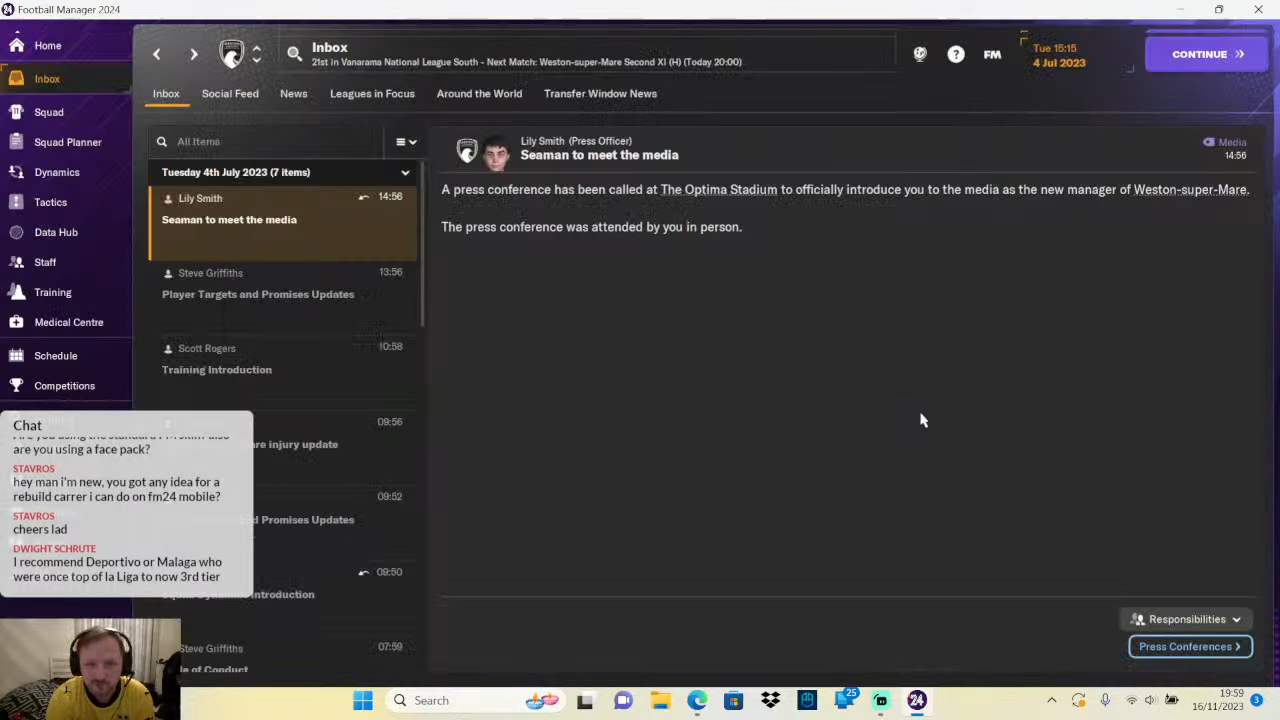 Football Manager 2024
Home
Inbox
Squad
Squad Planner
Dynamics
Tactics
Data Hub
Staff
Training
Medical Centre
Schedule
Competitions
Inbox
21st in Vanarama National League South - Next Match: Weston-super-Mare Second XI (H) (Today 20:00)
FM
Tue 15:15
4 Jul 2023
CONTINUE
Inbox
Social Feed
News
Leagues in Focus
Around the World
Transfer Window News
All Items
Tuesday 4th July 2023 (7 items)
Lily Smith
14:56
Seaman to meet the media
Steve Griffiths
13:56
Player Targets and Promises Updates
Scott Rogers
10:58
Training Introduction
09:56
are injury update
09:52
d Promises Updates
09:50
Introduction
Steve Griffiths
07:59
le of Conduct
Lily Smith (Press Officer)
Seaman to meet the media
Media
14:56
A press conference has been called at The Optima Stadium to officially introduce you to the media as the new manager of Weston-super-Mare.
The press conference was attended by you in person.
Responsibilities
Press Conferences
Chat
are you using a face pack?
STAVROS
hey man i'm new, you got any idea for a
rebuild carrer i can do on fm24 mobile?
STAVROS
cheers lad
DWIGHT SCHRUTE
I recommend Deportivo or Malaga who
were once top of la Liga to now 3rd tier
Search
25
24
19:59
16/11/2023
3